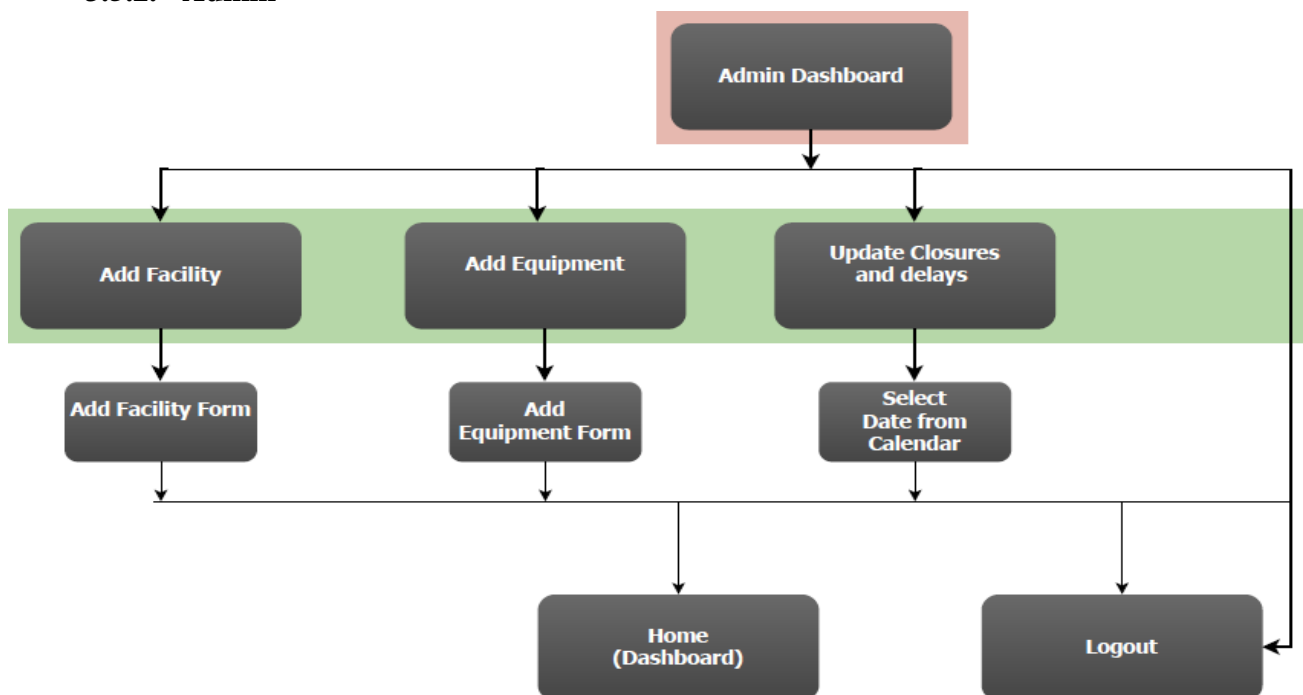 Admin
Admin Dashboard
Add Facility
Add Equipment
Update Closures
and delays
Add Facility Form
Add
Equipment Form
Select
Date from
Calendar
Home
(Dashboard)
Logout